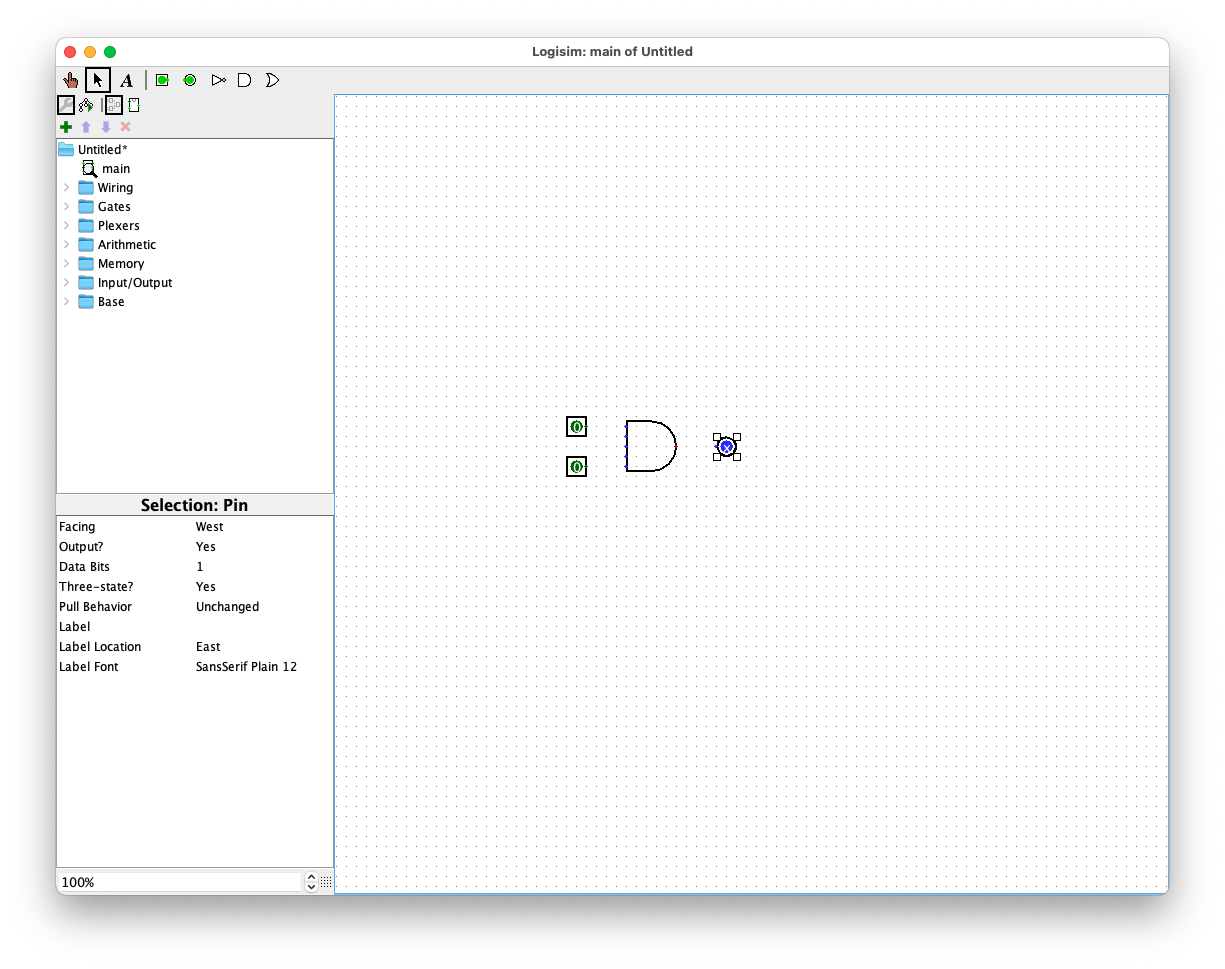 Logisim: main of Untitled
A
Untitled*
main
Wiring
Gates
Plexers
Arithmetic
Memory
Input/Output
Base
0
0
x
Selection: Pin
Facing West
Output? Yes
Data Bits 1
Three-state? Yes
Pull Behavior Unchanged
Label
Label Location East
Label Font SansSerif Plain 12
100%